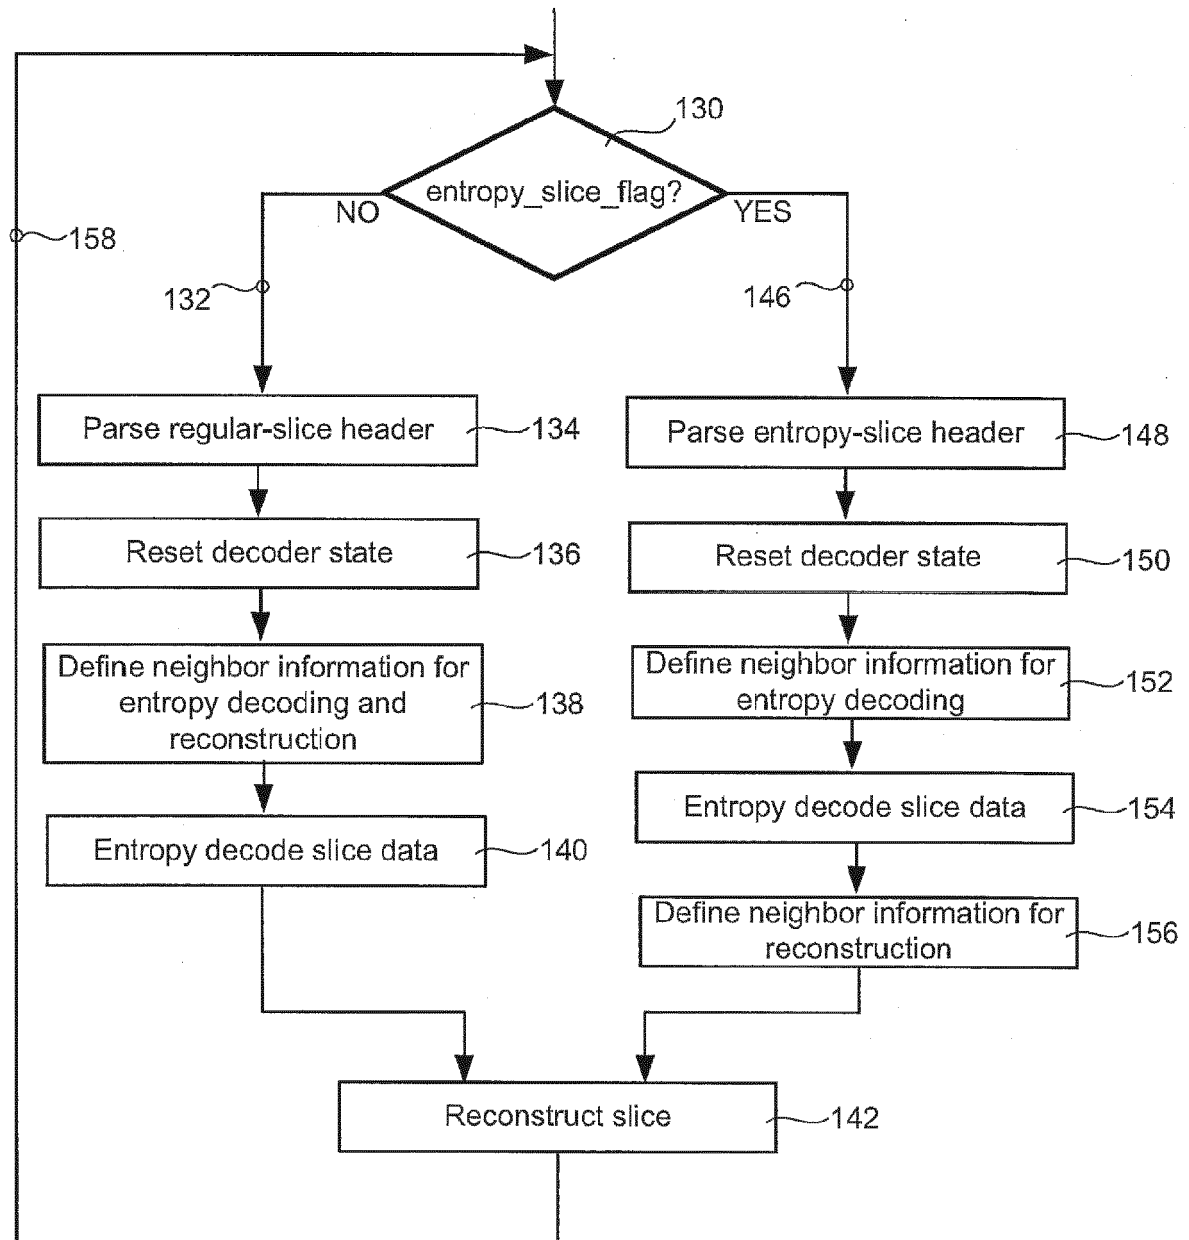 130
entropy_slice_flag?
NO
YES
158
132
146
Parse regular-slice header
134
Parse entropy-slice header
148
Reset decoder state
136
Reset decoder state
150
Define neighbor information for
entropy decoding and
reconstruction
138
Define neighbor information for
entropy decoding
152
Entropy decode slice data
140
Entropy decode slice data
154
Define neighbor information for
reconstruction
156
Reconstruct slice
142